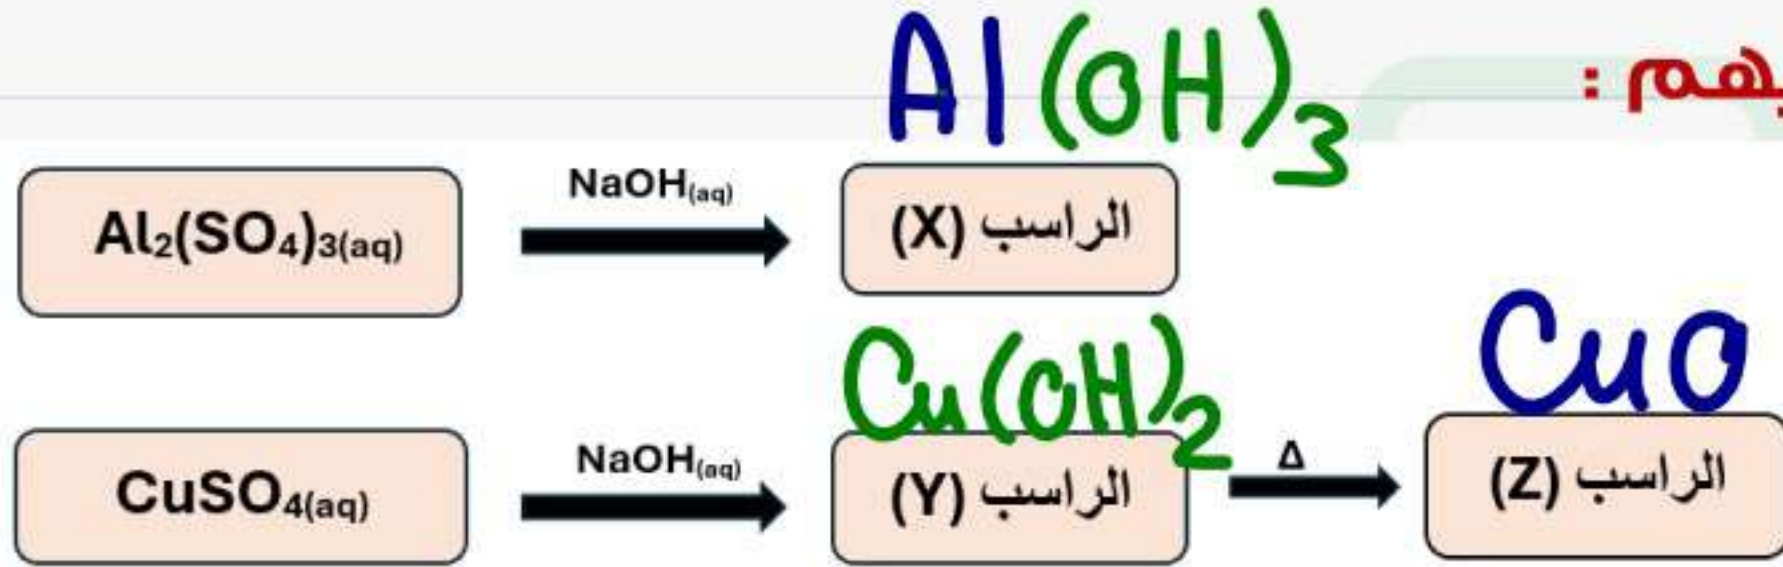 Al(OH)₃
Al₂(SO₄)₃(aq) NaOH(aq) الراسب (X)
Cu(OH)₂ CuO
CuSO₄(aq) NaOH(aq) الراسب (Y) Δ الراسب (Z)